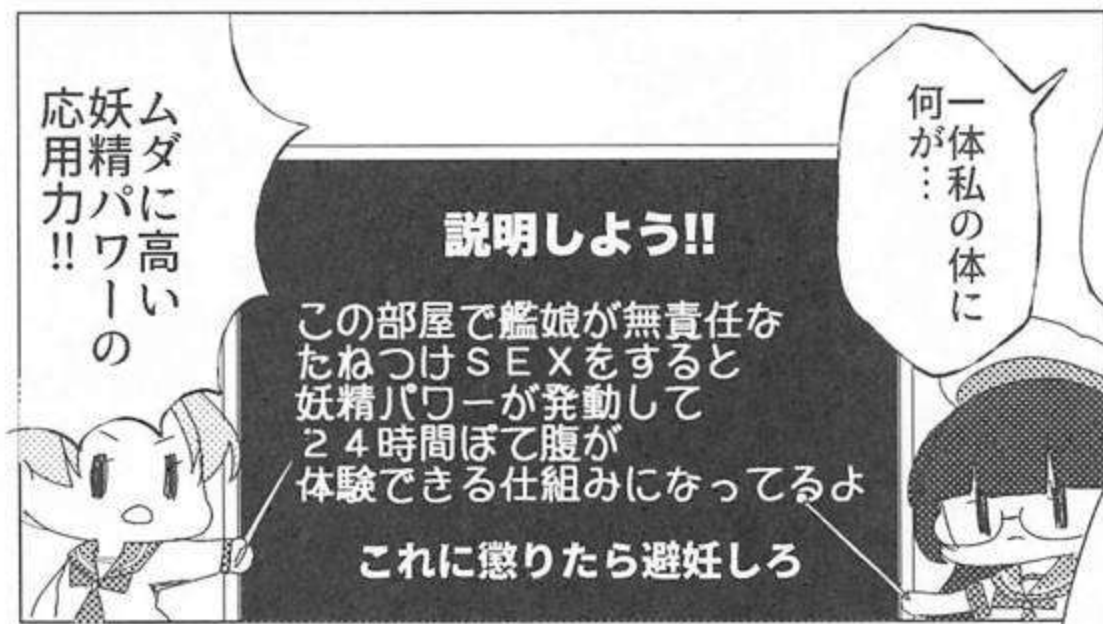 一体私の体に
何が…
説明しよう!!
この部屋で艦娘が無責任な
たねつけSEXをすると
妖精パワーが発動して
24時間ぼて腹が
体験できる仕組みになってるよ
これに懲りたら避妊しろ
ムダに高い
妖精パワーの
応用力!!